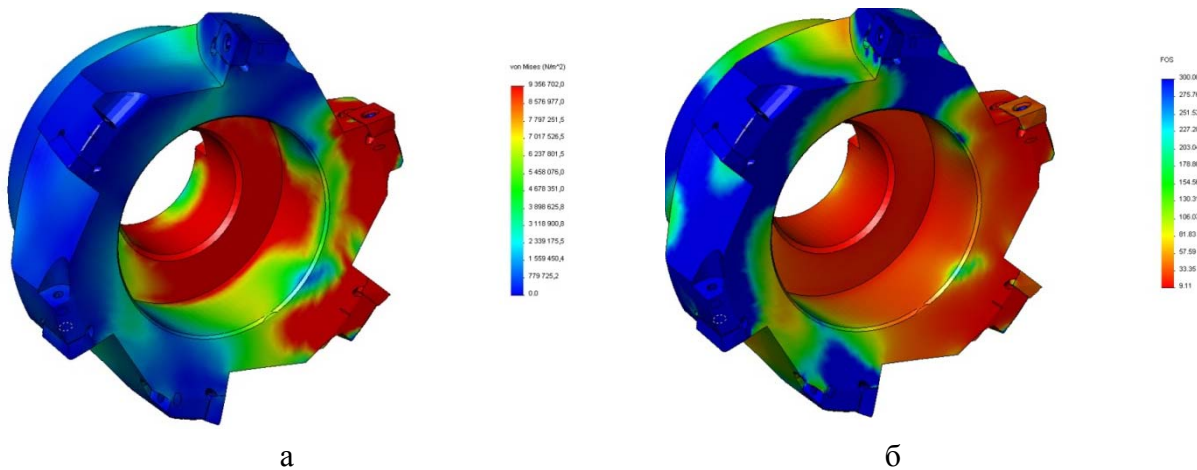 von Mises (N/m^2)
9 356 702,0
8 576 977,0
7 797 251,5
7 017 526,5
6 237 801,5
5 458 076,0
4 678 351,0
3 898 625,8
3 118 900,8
2 339 175,5
1 559 450,4
779 725,2
0,0
FOS
300.00
275.76
251.52
227.28
203.04
178.80
154.56
130.31
106.07
81.83
57.59
33.35
9.11
а
б